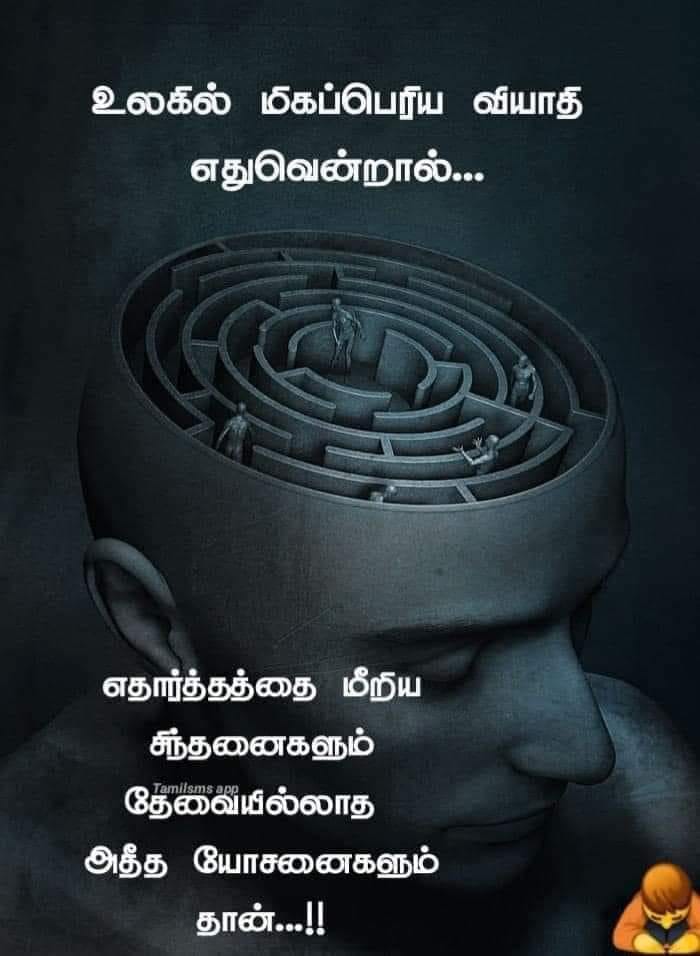 உலகில் மிகப்பெரிய வியாதி
எதுவென்றால்...
எதார்த்தத்தை மீறிய
சிந்தனைகளும்
Tamilsms app
தேவையில்லாத
அதீத யோசனைகளும்
தான்...!!